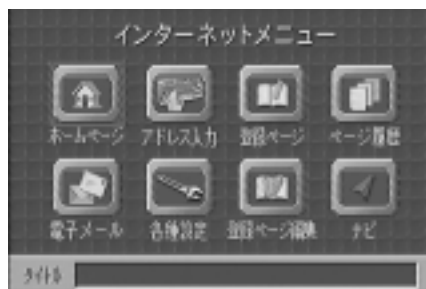 インターネットメニュー
ホームページ
アドレス入力
登録ページ
ページ履歴
電子メール
各種設定
登録ページ編集
ナビ
タイトル